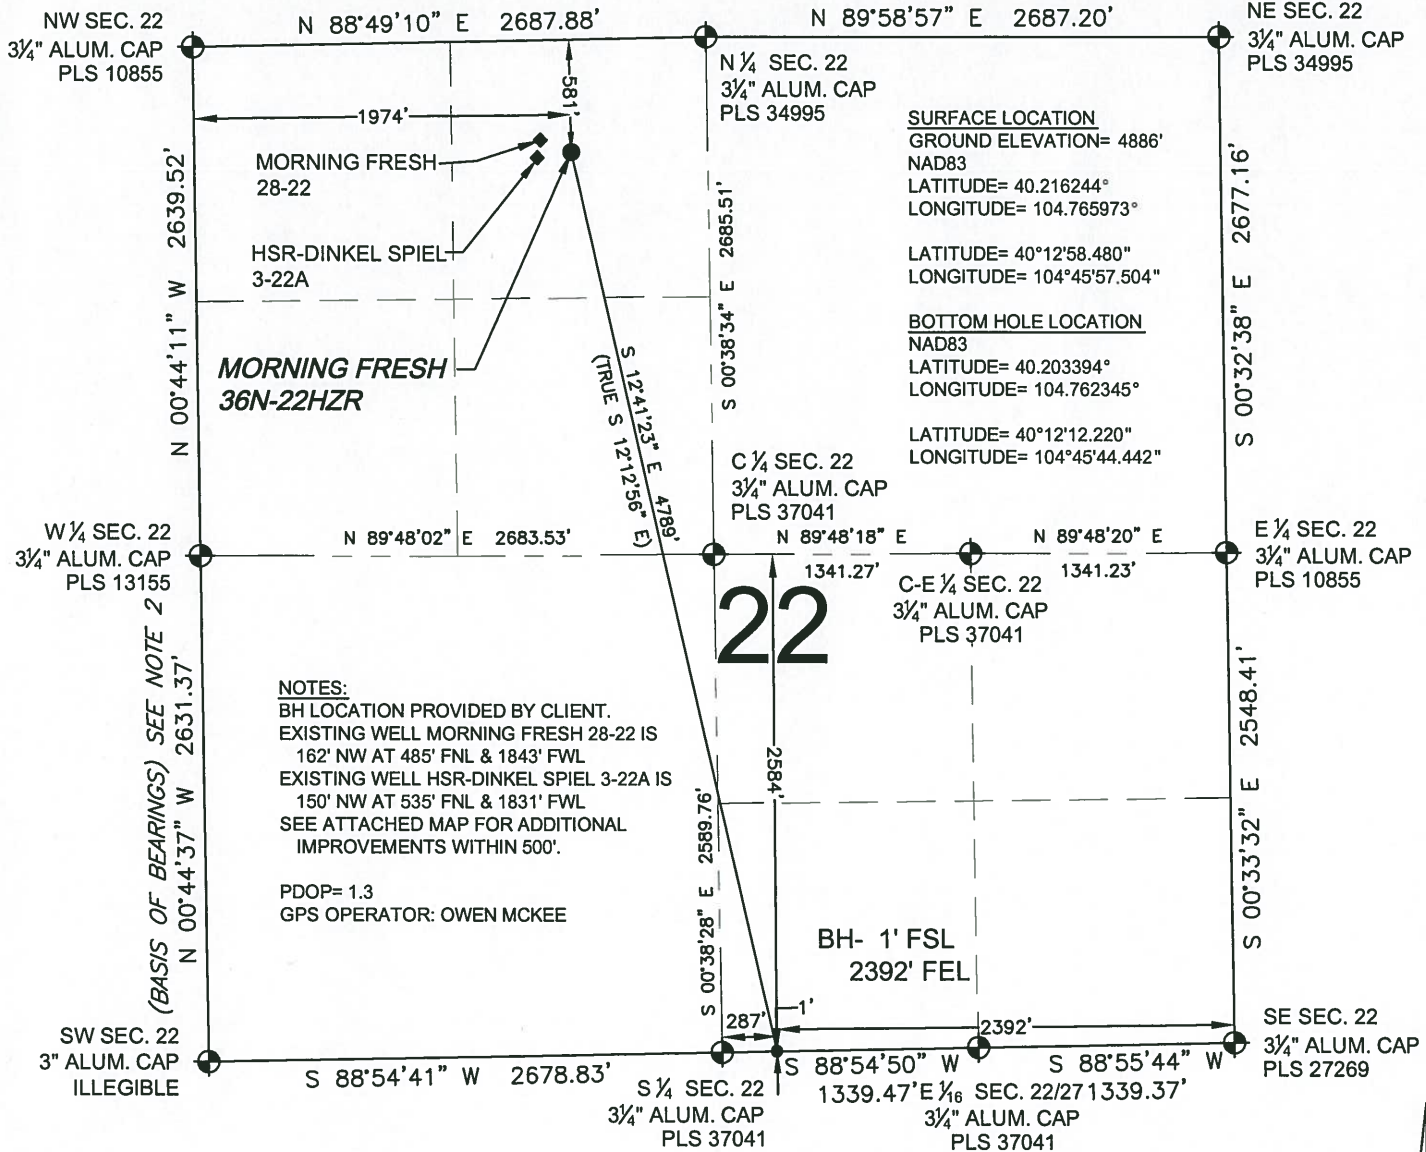 NW SEC. 22
3¼" ALUM. CAP
PLS 10855
N 88°49'10" E 2687.88'
N 89°58'57" E 2687.20'
NE SEC. 22
3¼" ALUM. CAP
PLS 34995
N ¼ SEC. 22
3¼" ALUM. CAP
PLS 34995
581'
1974'
MORNING FRESH
28-22
HSR-DINKEL SPIEL
3-22A
MORNING FRESH
36N-22HZR
SURFACE LOCATION
GROUND ELEVATION= 4886'
NAD83
LATITUDE= 40.216244°
LONGITUDE= 104.765973°
LATITUDE= 40°12'58.480"
LONGITUDE= 104°45'57.504"
BOTTOM HOLE LOCATION
NAD83
LATITUDE= 40.203394°
LONGITUDE= 104.762345°
LATITUDE= 40°12'12.220"
LONGITUDE= 104°45'44.442"
N 00°44'11" W 2639.52'
S 00°38'34" E 2685.51'
S 00°32'38" E 2677.16'
S 12°41'23" E 4789'
(TRUE S 12°12'56" E)
C ¼ SEC. 22
3¼" ALUM. CAP
PLS 37041
W ¼ SEC. 22
3¼" ALUM. CAP
PLS 13155
N 89°48'02" E 2683.53'
N 89°48'18" E
1341.27'
N 89°48'20" E
1341.23'
E ¼ SEC. 22
3¼" ALUM. CAP
PLS 10855
C-E ¼ SEC. 22
3¼" ALUM. CAP
PLS 37041
22
(BASIS OF BEARINGS) SEE NOTE 2
N 00°44'37" W 2631.37'
NOTES:
BH LOCATION PROVIDED BY CLIENT.
EXISTING WELL MORNING FRESH 28-22 IS
162' NW AT 485' FNL & 1843' FWL
EXISTING WELL HSR-DINKEL SPIEL 3-22A IS
150' NW AT 535' FNL & 1831' FWL
SEE ATTACHED MAP FOR ADDITIONAL
IMPROVEMENTS WITHIN 500'.
PDOP= 1.3
GPS OPERATOR: OWEN MCKEE
2584'
S 00°38'28" E 2589.76'
S 00°33'32" E 2548.41'
BH- 1' FSL
2392' FEL
1'
287'
2392'
SW SEC. 22
3" ALUM. CAP
ILLEGIBLE
S 88°54'41" W 2678.83'
S ¼ SEC. 22
3¼" ALUM. CAP
PLS 37041
S 88°54'50" W
1339.47'
E 1⁄16 SEC. 22/27
3¼" ALUM. CAP
PLS 37041
S 88°55'44" W
1339.37'
SE SEC. 22
3¼" ALUM. CAP
PLS 27269